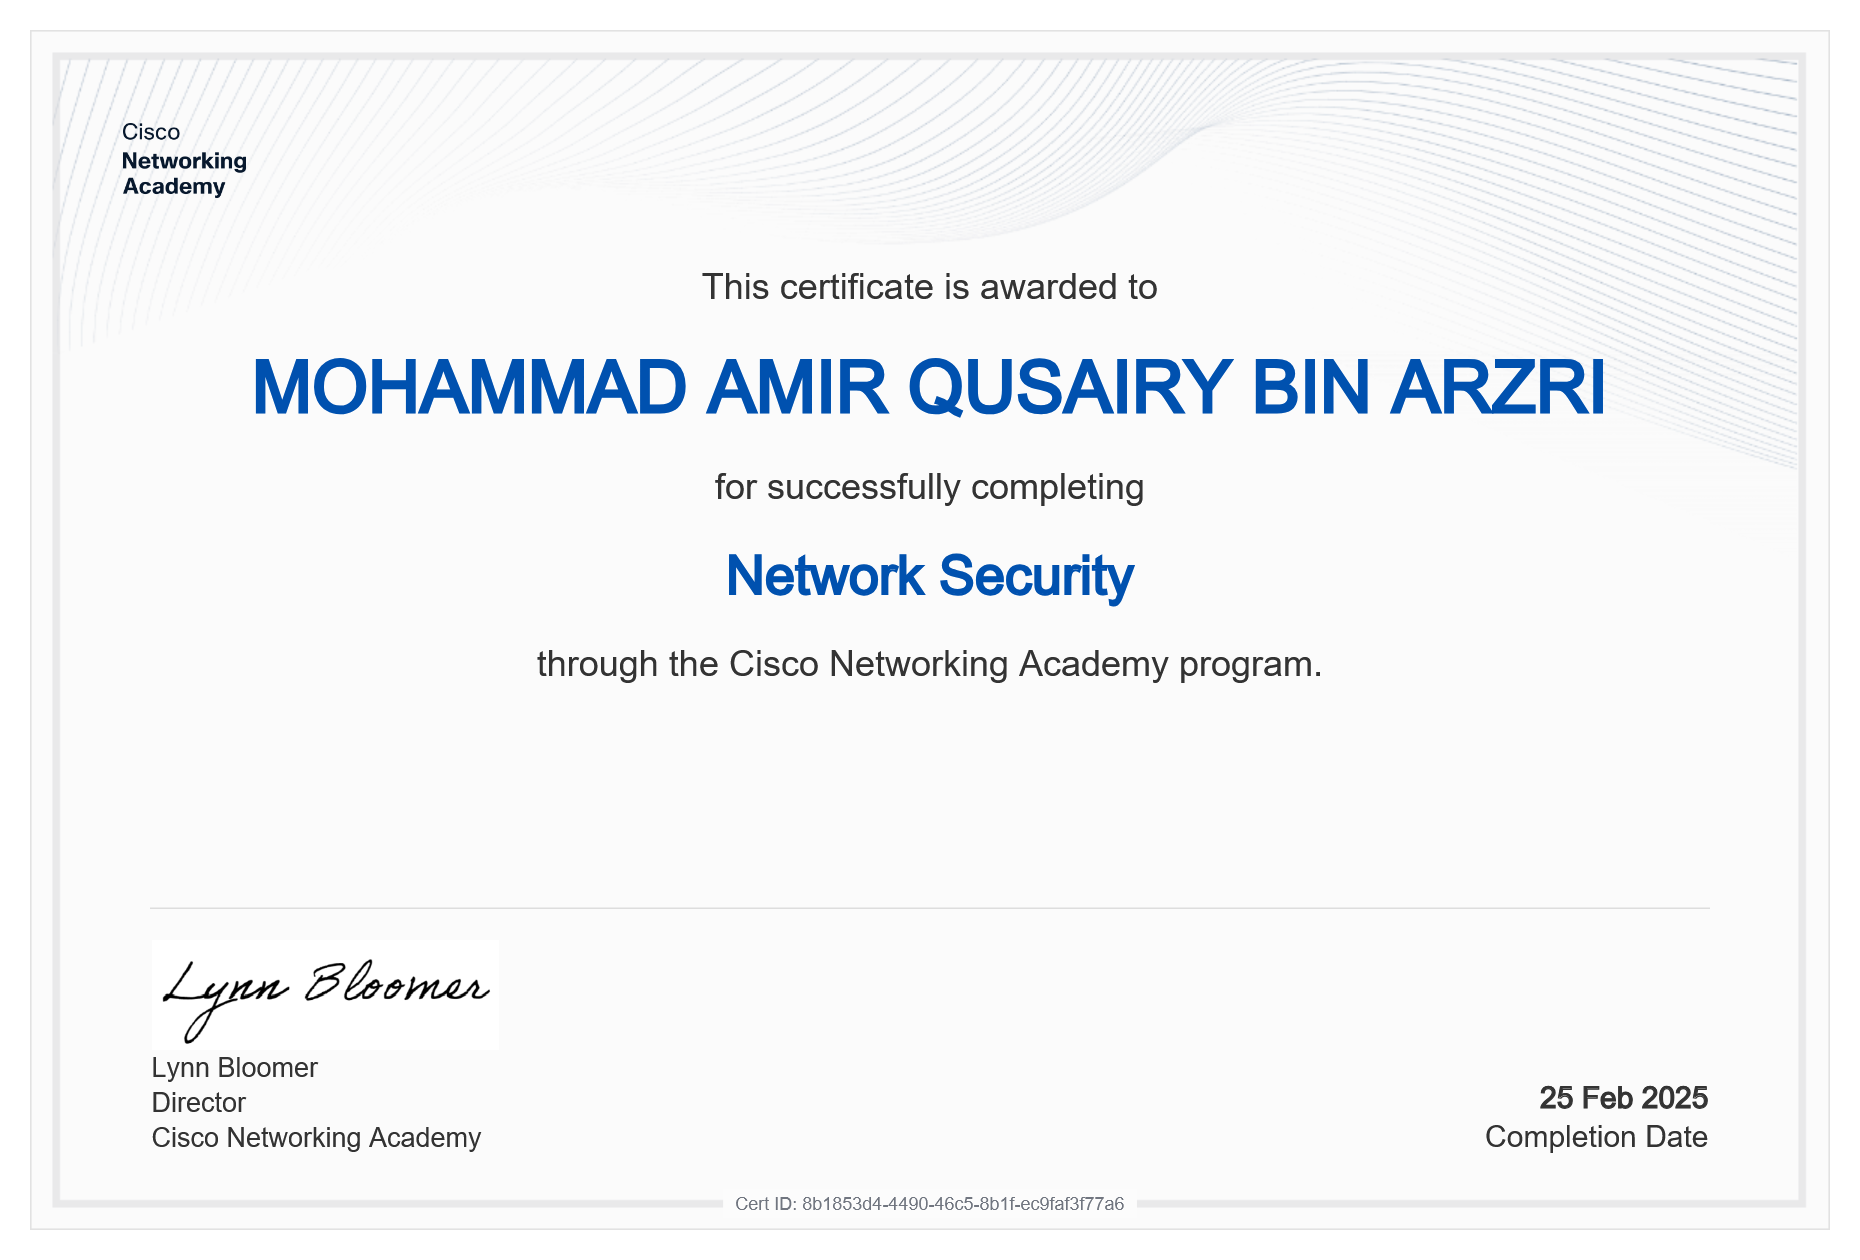 Cisco
Networking
Academy
This certificate is awarded to
MOHAMMAD AMIR QUSAIRY BIN ARZRI
for successfully completing
Network Security
through the Cisco Networking Academy program.
Lynn Bloomer
Lynn Bloomer
Director
Cisco Networking Academy
25 Feb 2025
Completion Date
Cert ID: 8b1853d4-4490-46c5-8b1f-ec9faf3f77a6